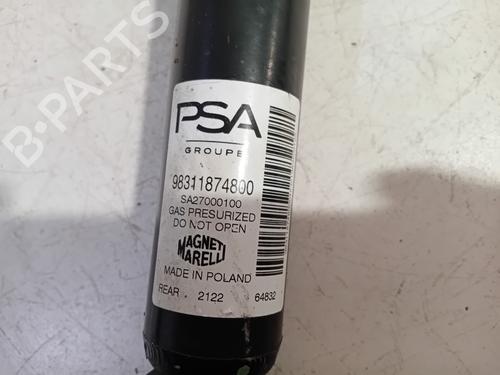 B-PARTS
PSA
GROUPE
98311874800
SA27000100
GAS PRESURIZED
DO NOT OPEN
MAGNETI
MARELLI
MADE IN POLAND
REAR 2122 64832